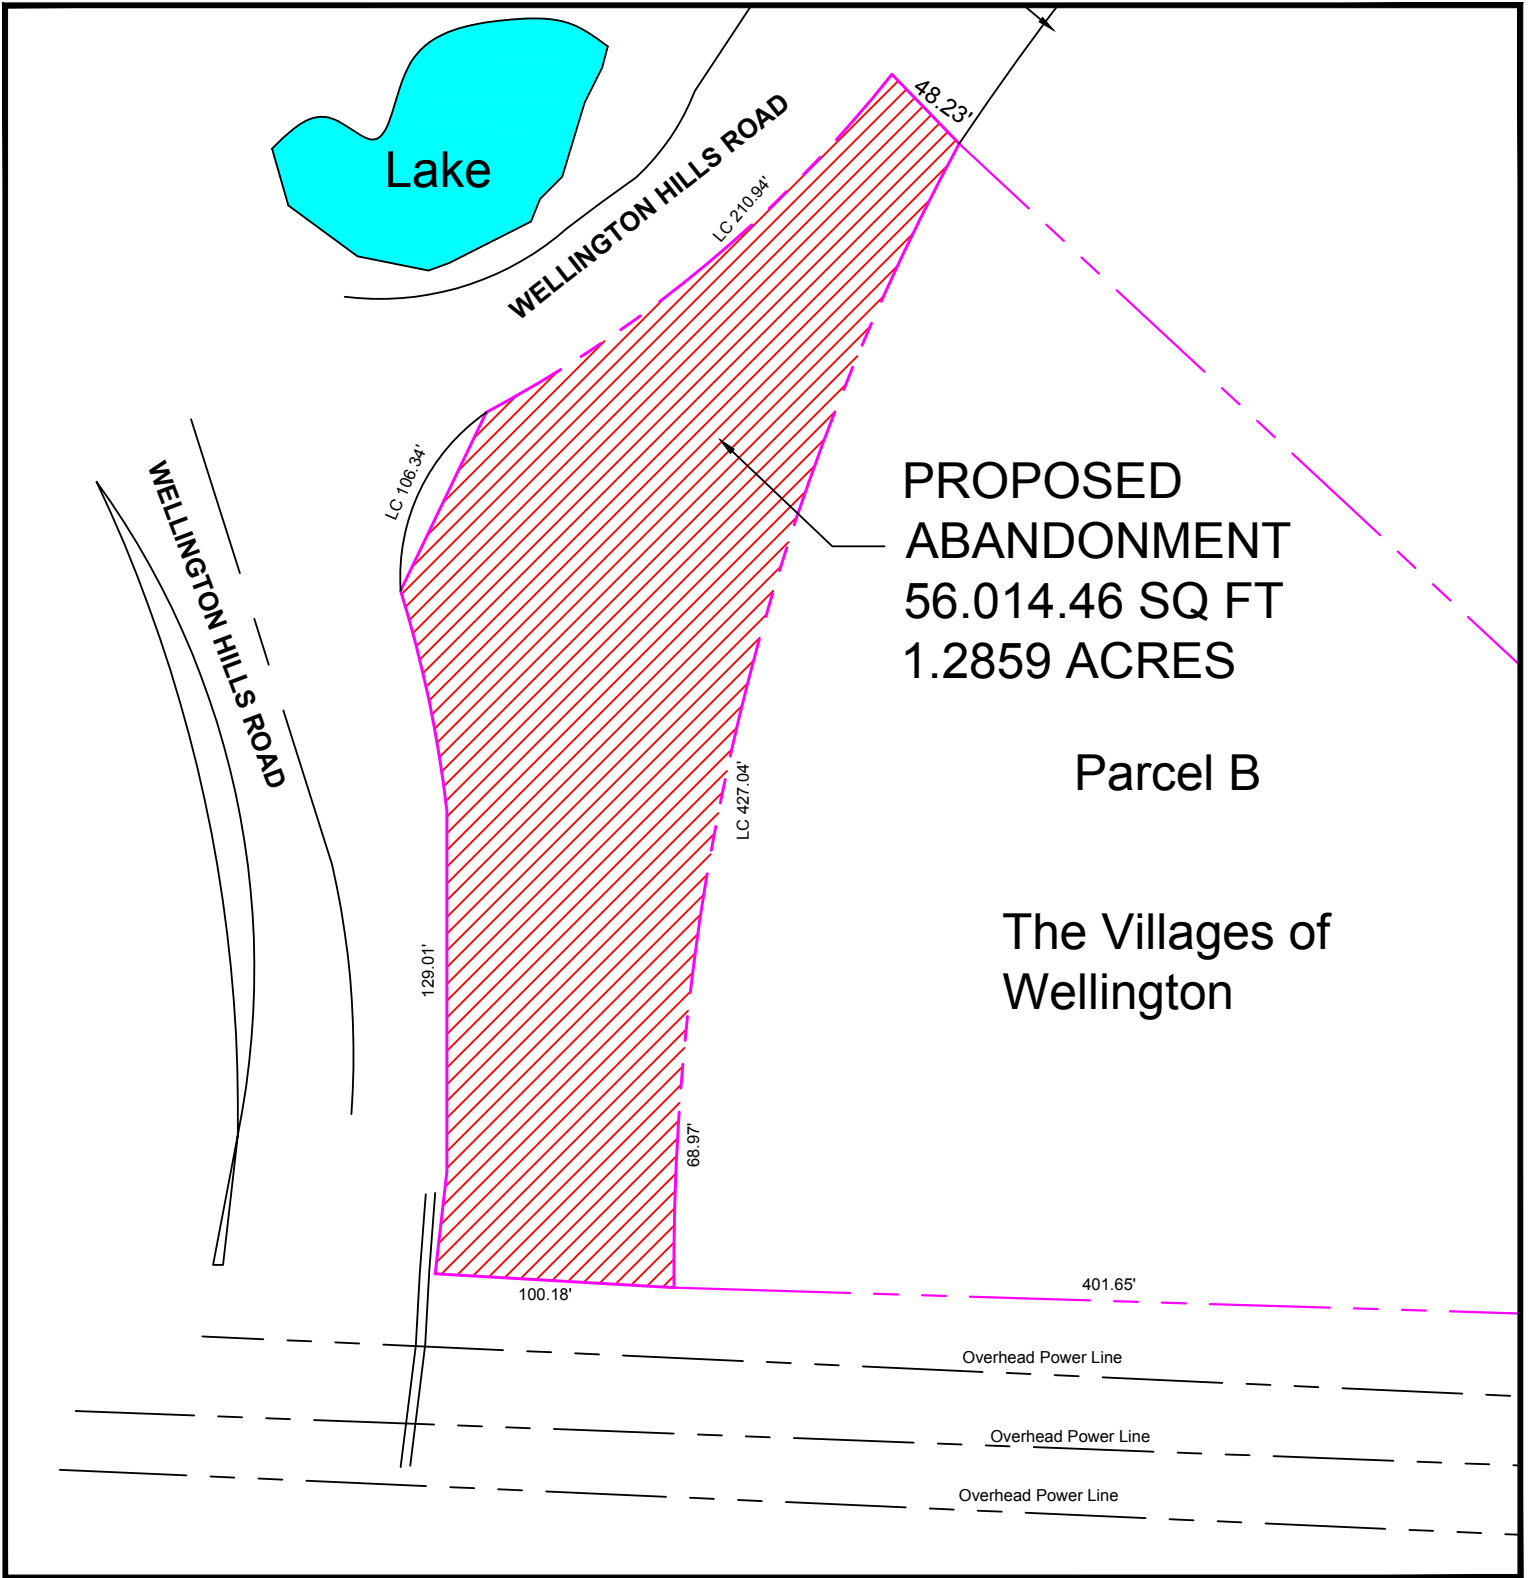 48.23'
Lake
WELLINGTON HILLS ROAD
LC 210.94'
LC 106.34'
WELLINGTON HILLS ROAD
PROPOSED
ABANDONMENT
56.014.46 SQ FT
1.2859 ACRES
Parcel B
LC 427.04'
The Villages of
Wellington
129.01'
68.97'
100.18'
401.65'
Overhead Power Line
Overhead Power Line
Overhead Power Line